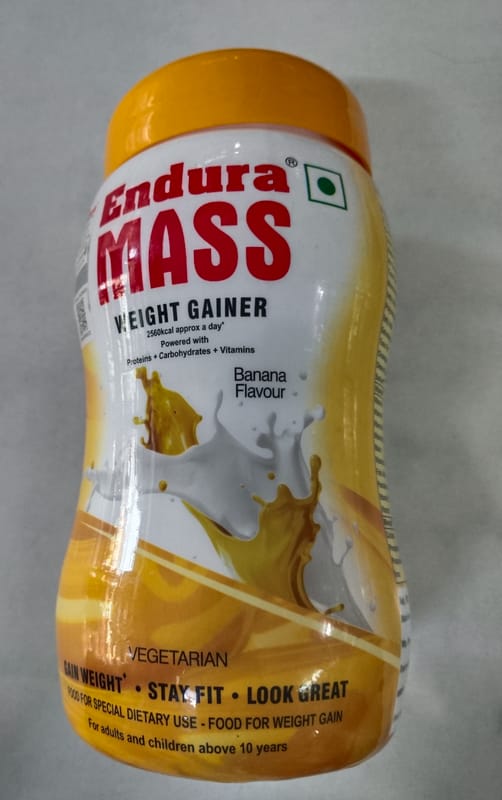 Endura®
MASS
WEIGHT GAINER
2560kcal approx a day*
Powered with
Proteins + Carbohydrates + Vitamins
Banana
Flavour
VEGETARIAN
GAIN WEIGHT† • STAY FIT • LOOK GREAT
FOOD FOR SPECIAL DIETARY USE - FOOD FOR WEIGHT GAIN
For adults and children above 10 years